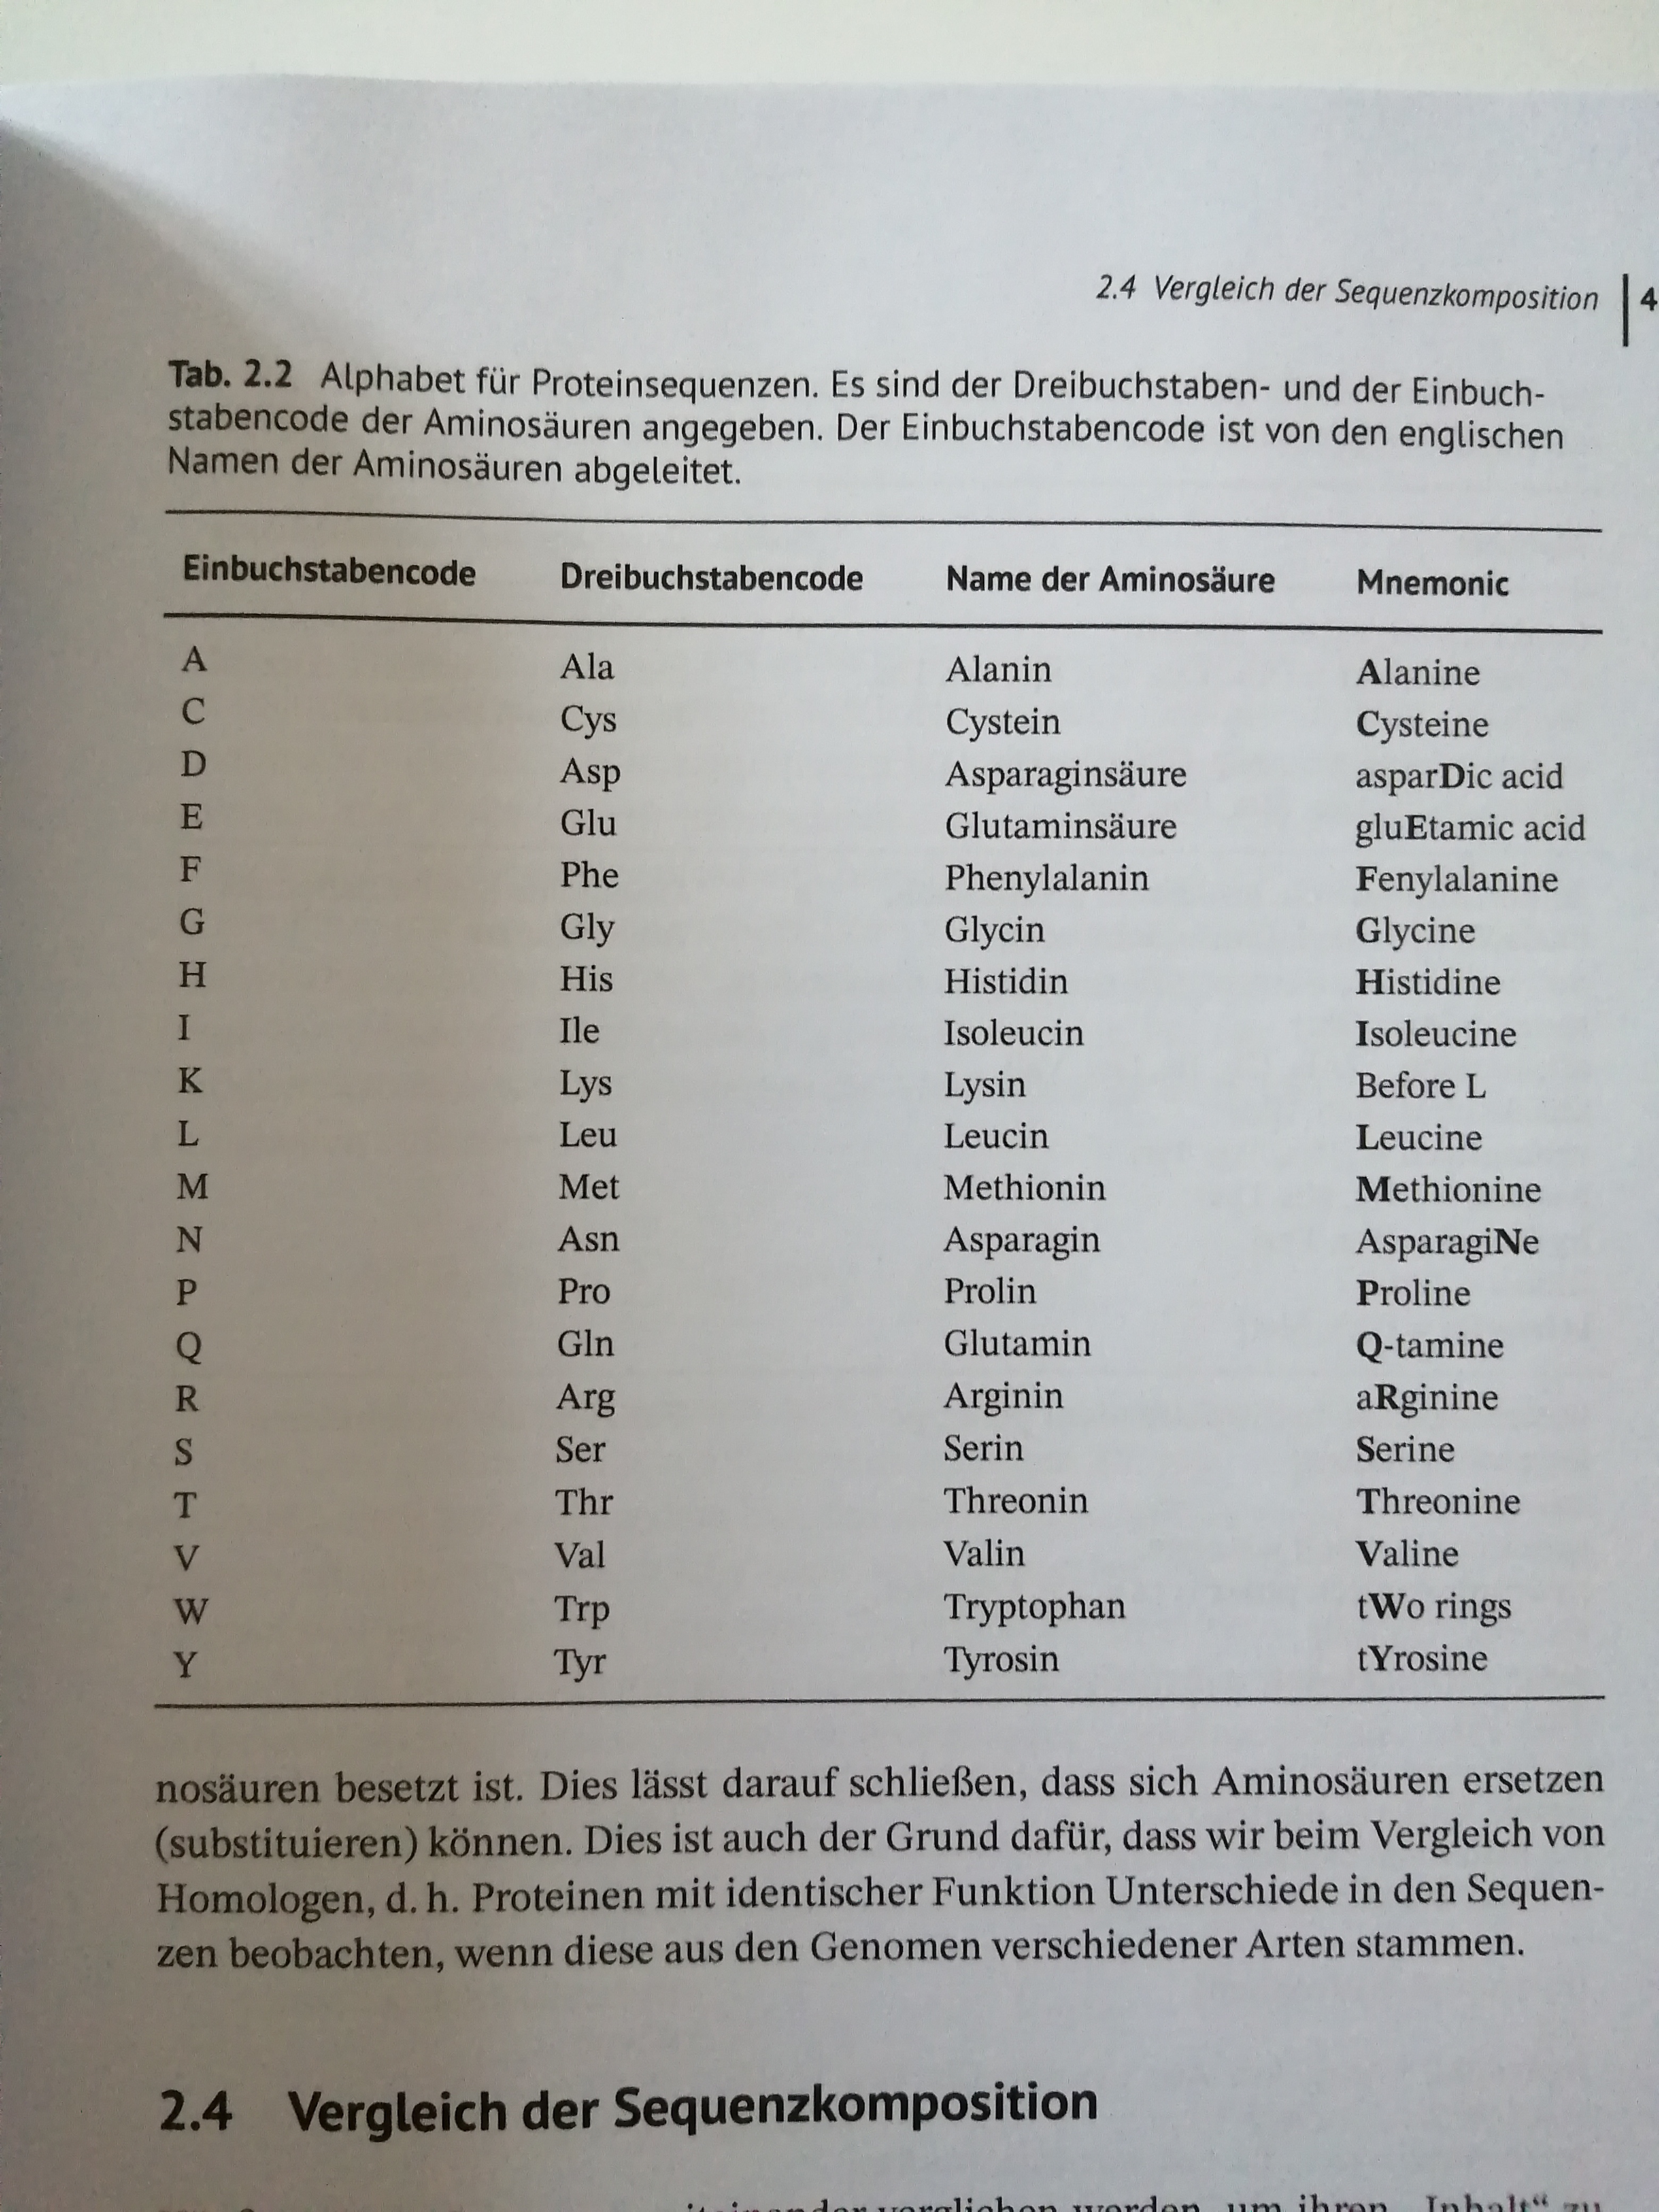 2.4 Vergleich der Sequenzkomposition | 4
Tab. 2.2 Alphabet für Proteinsequenzen. Es sind der Dreibuchstaben- und der Einbuch-
stabencode der Aminosäuren angegeben. Der Einbuchstabencode ist von den englischen
Namen der Aminosäuren abgeleitet.
Einbuchstabencode Dreibuchstabencode Name der Aminosäure Mnemonic
A Ala Alanin Alanine
C Cys Cystein Cysteine
D Asp Asparaginsäure asparDic acid
E Glu Glutaminsäure gluEtamic acid
F Phe Phenylalanin Fenylalanine
G Gly Glycin Glycine
H His Histidin Histidine
I Ile Isoleucin Isoleucine
K Lys Lysin Before L
L Leu Leucin Leucine
M Met Methionin Methionine
N Asn Asparagin AsparagiNe
P Pro Prolin Proline
Q Gln Glutamin Q-tamine
R Arg Arginin aRginine
S Ser Serin Serine
T Thr Threonin Threonine
V Val Valin Valine
W Trp Tryptophan tWo rings
Y Tyr Tyrosin tYrosine
nosäuren besetzt ist. Dies lässt darauf schließen, dass sich Aminosäuren ersetzen
(substituieren) können. Dies ist auch der Grund dafür, dass wir beim Vergleich von
Homologen, d. h. Proteinen mit identischer Funktion Unterschiede in den Sequen-
zen beobachten, wenn diese aus den Genomen verschiedener Arten stammen.
2.4 Vergleich der Sequenzkomposition
verglichen werden, um ihren „Inhalt“ zu